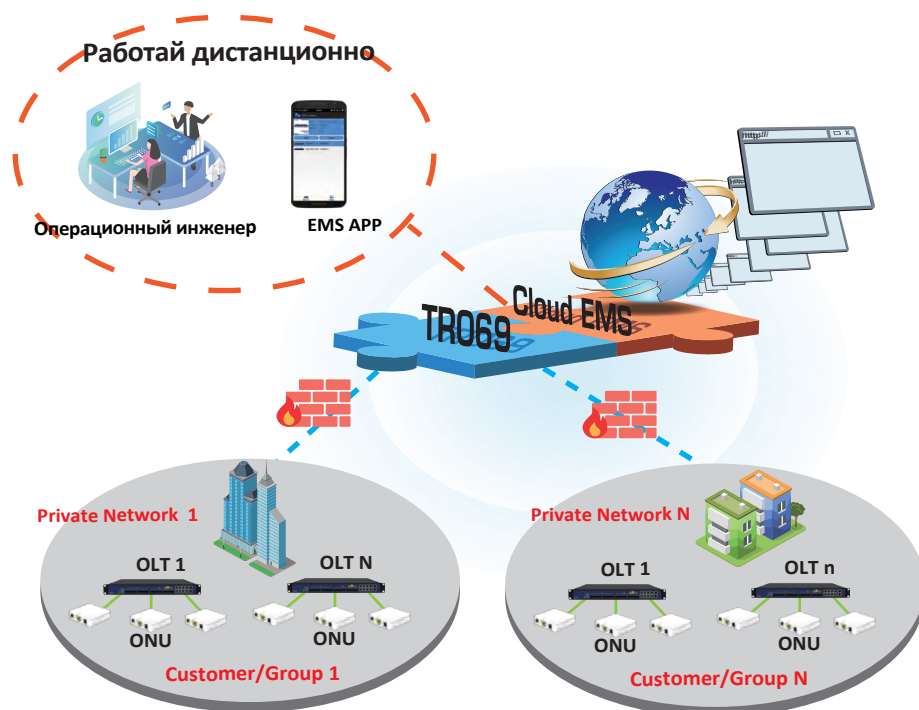 Работай дистанционно
Операционный инженер
EMS APP
http://
Cloud EMS
TR069
Private Network 1
OLT 1
OLT N
ONU
ONU
Customer/Group 1
Private Network N
OLT 1
OLT n
ONU
ONU
Customer/Group N